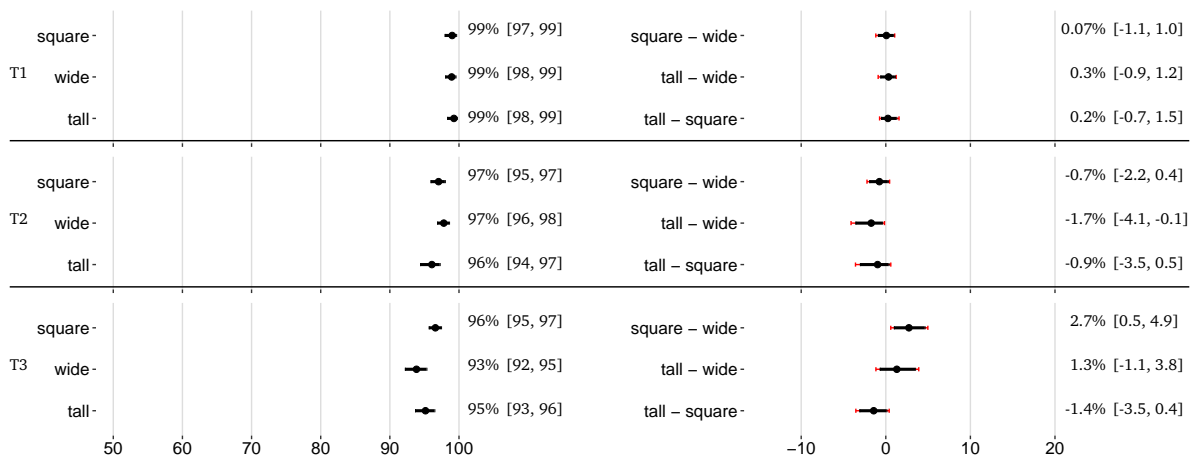 square 99% [97, 99] square – wide 0.07% [-1.1, 1.0]
T1 wide 99% [98, 99] tall – wide 0.3% [-0.9, 1.2]
tall 99% [98, 99] tall – square 0.2% [-0.7, 1.5]
square 97% [95, 97] square – wide -0.7% [-2.2, 0.4]
T2 wide 97% [96, 98] tall – wide -1.7% [-4.1, -0.1]
tall 96% [94, 97] tall – square -0.9% [-3.5, 0.5]
square 96% [95, 97] square – wide 2.7% [0.5, 4.9]
T3 wide 93% [92, 95] tall – wide 1.3% [-1.1, 3.8]
tall 95% [93, 96] tall – square -1.4% [-3.5, 0.4]
50 60 70 80 90 100 −10 0 10 20